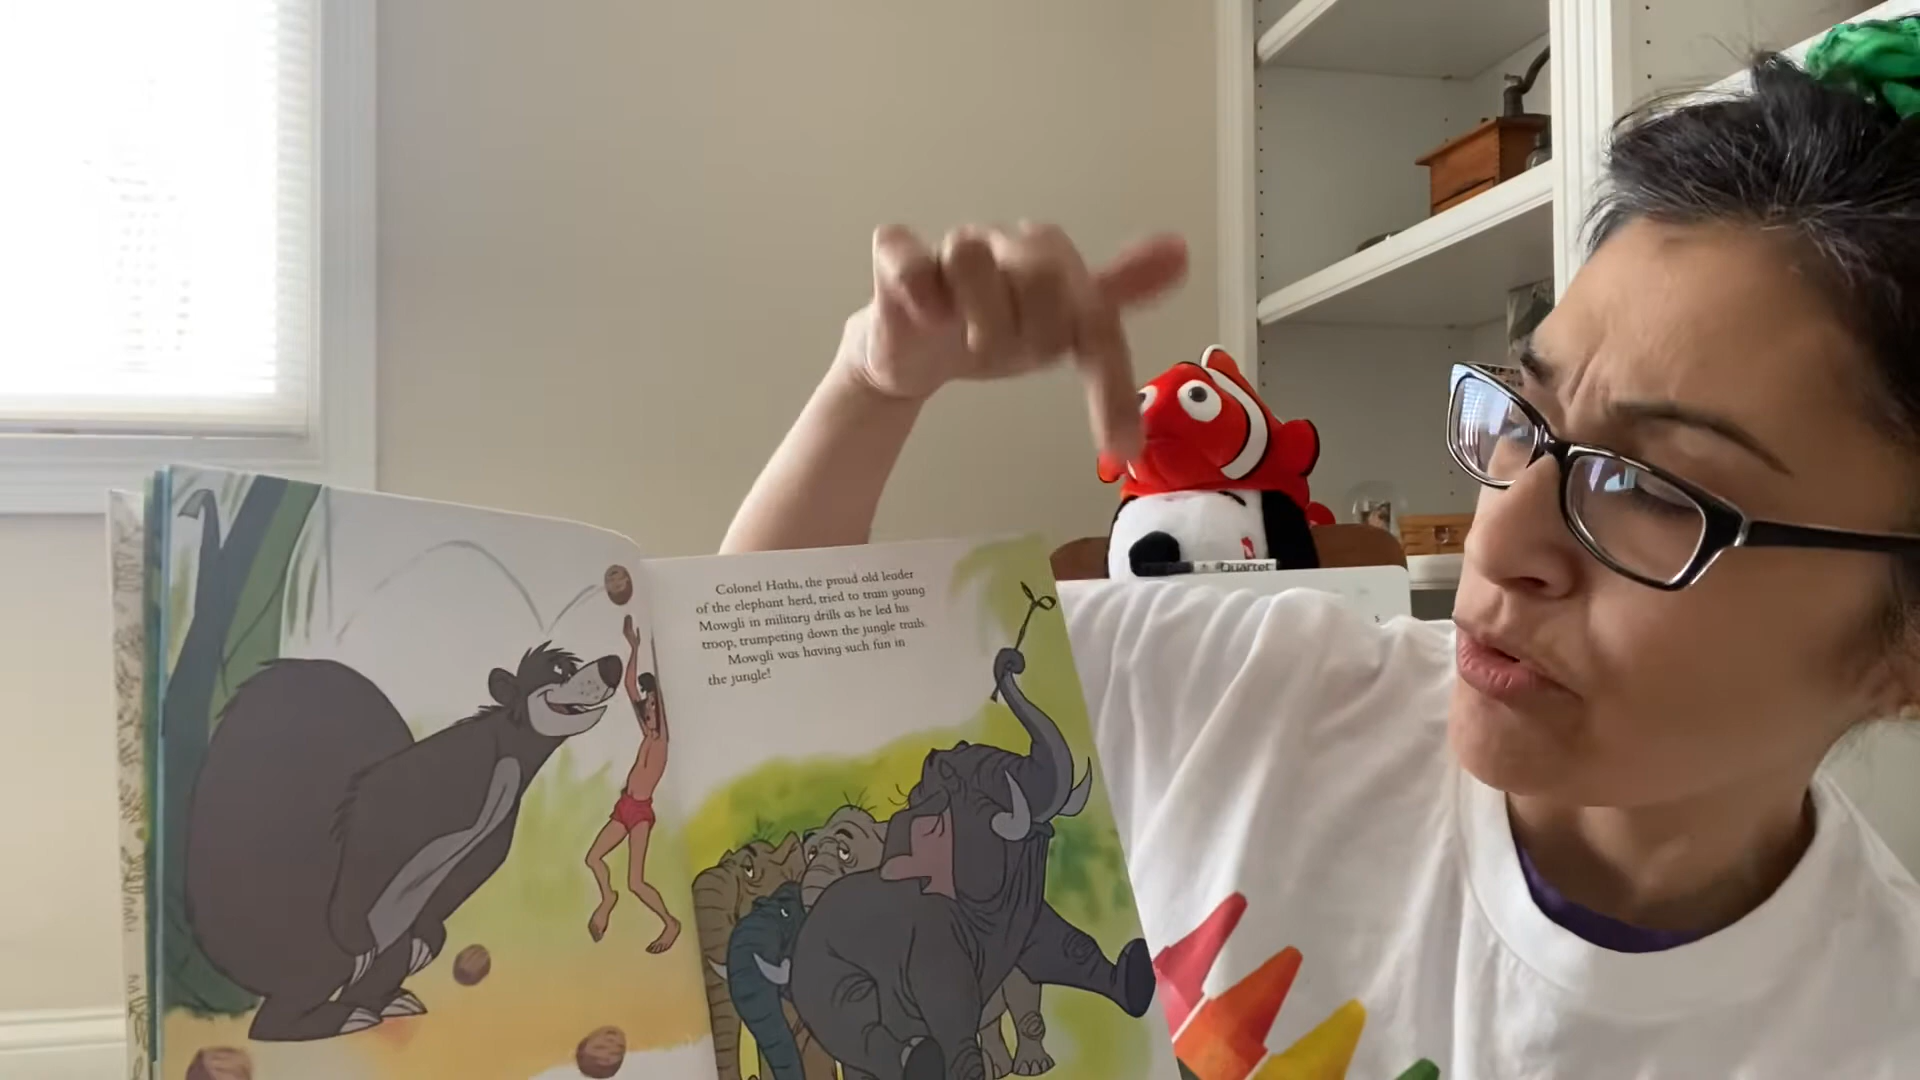 Colonel Hathi, the proud old leader
of the elephant herd, tried to train young
Mowgli in military drills as he led his
troop, trumpeting down the jungle trails.
Mowgli was having such fun in
the jungle!
Quartet
s